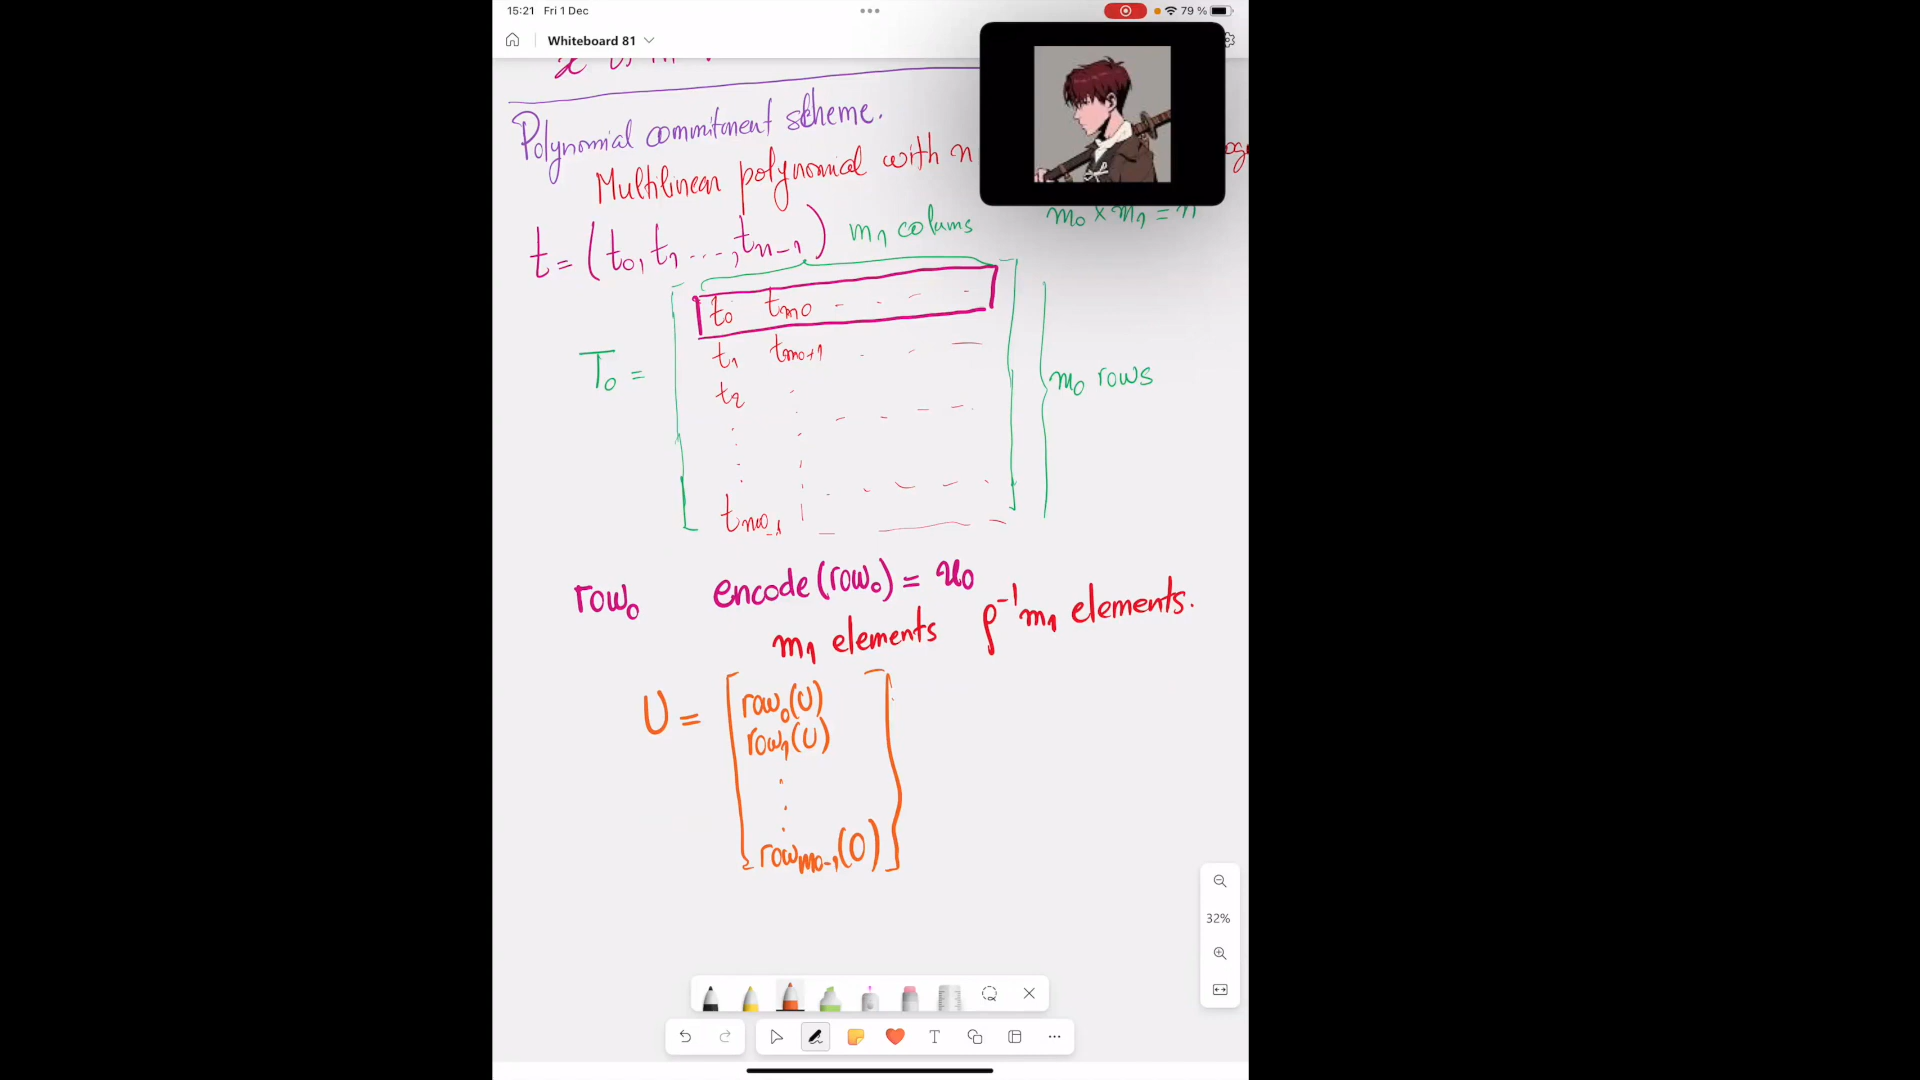 15:21 Fri 1 Dec
79 %
Whiteboard 81
Polynomial commitment scheme.
Multilinear polynomial with n
t = (t0, t1 ..., tn-1)
m1 colums
m0 × m1 = n
T0 =
t0 tm0 - . - -
t1 tm0+1 . . -
t2
tm0-1
m0 rows
row0 encode(row0) = u0
m1 elements ρ^-1 m1 elements.
U =
row0(U)
row1(U)
rowm0-1(U)
32%
T